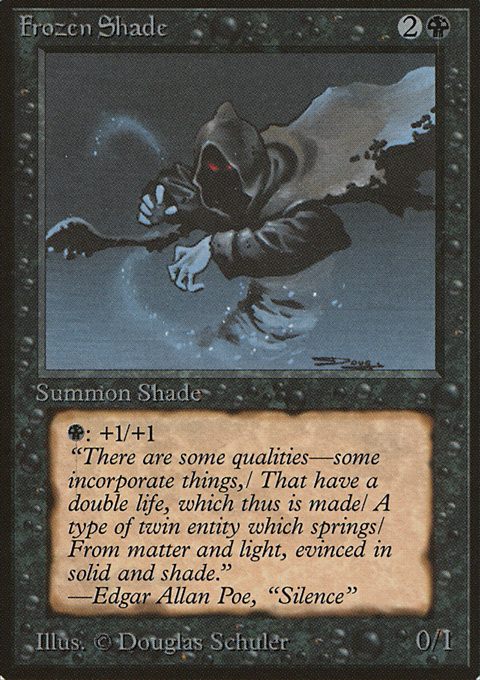 Frozen Shade 2
Doug
Summon Shade
: +1/+1
“There are some qualities—some
incorporate things,/ That have a
double life, which thus is made/ A
type of twin entity which springs/
From matter and light, evinced in
solid and shade.”
—Edgar Allan Poe, “Silence”
Illus. © Douglas Schuler 0/1